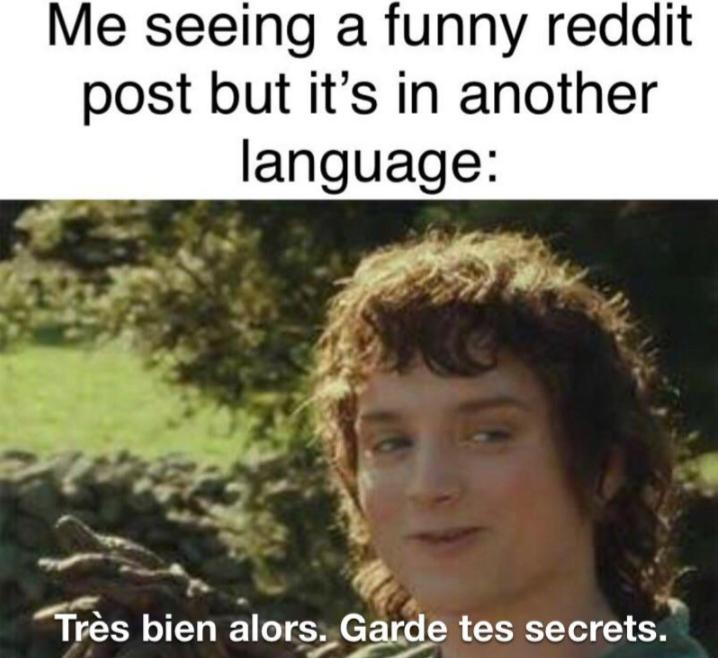 Me seeing a funny reddit
post but it’s in another
language:
Très bien alors. Garde tes secrets.